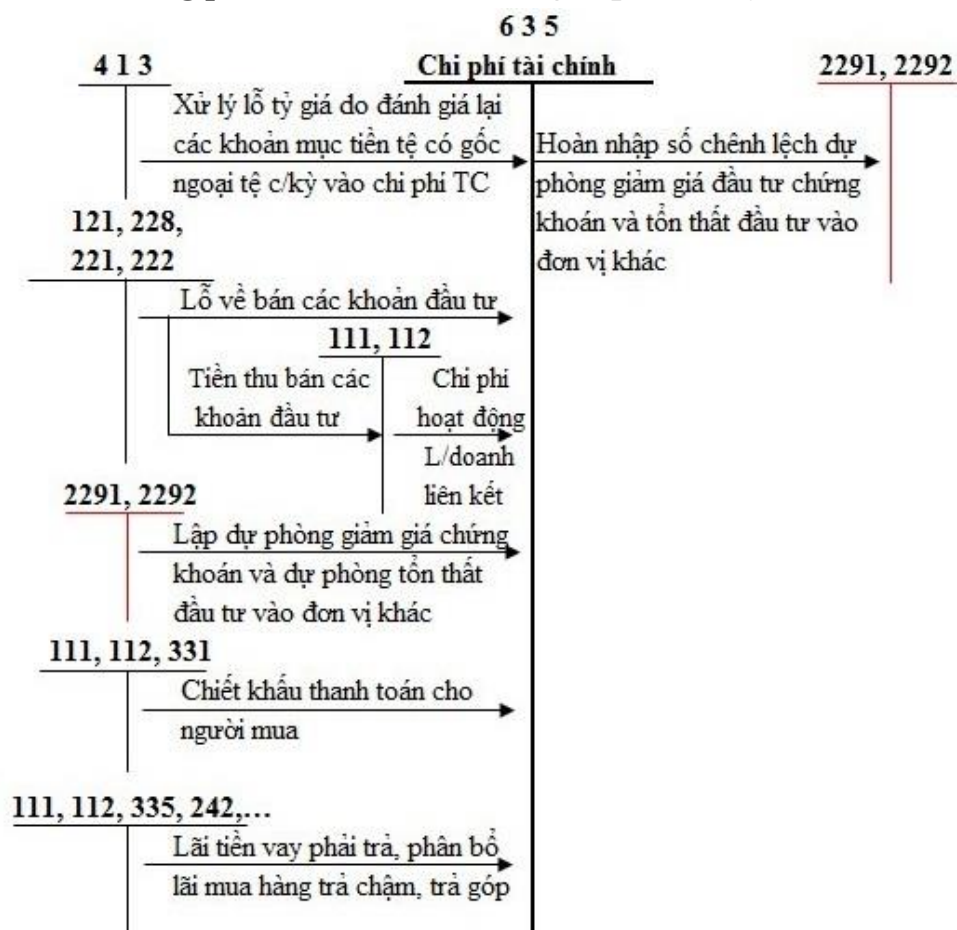 6 3 5
4 1 3
Chi phí tài chính
2291, 2292
Xử lý lỗ tỷ giá do đánh giá lại
các khoản mục tiền tệ có gốc
ngoại tệ c/kỳ vào chi phí TC
Hoàn nhập số chênh lệch dự
phòng giảm giá đầu tư chứng
khoán và tổn thất đầu tư vào
đơn vị khác
121, 228,
221, 222
Lỗ về bán các khoản đầu tư
111, 112
Tiền thu bán các
khoản đầu tư
Chi phí
hoạt động
L/doanh
liên kết
2291, 2292
Lập dự phòng giảm giá chứng
khoán và dự phòng tổn thất
đầu tư vào đơn vị khác
111, 112, 331
Chiết khấu thanh toán cho
người mua
111, 112, 335, 242,...
Lãi tiền vay phải trả, phân bổ
lãi mua hàng trả chậm, trả góp